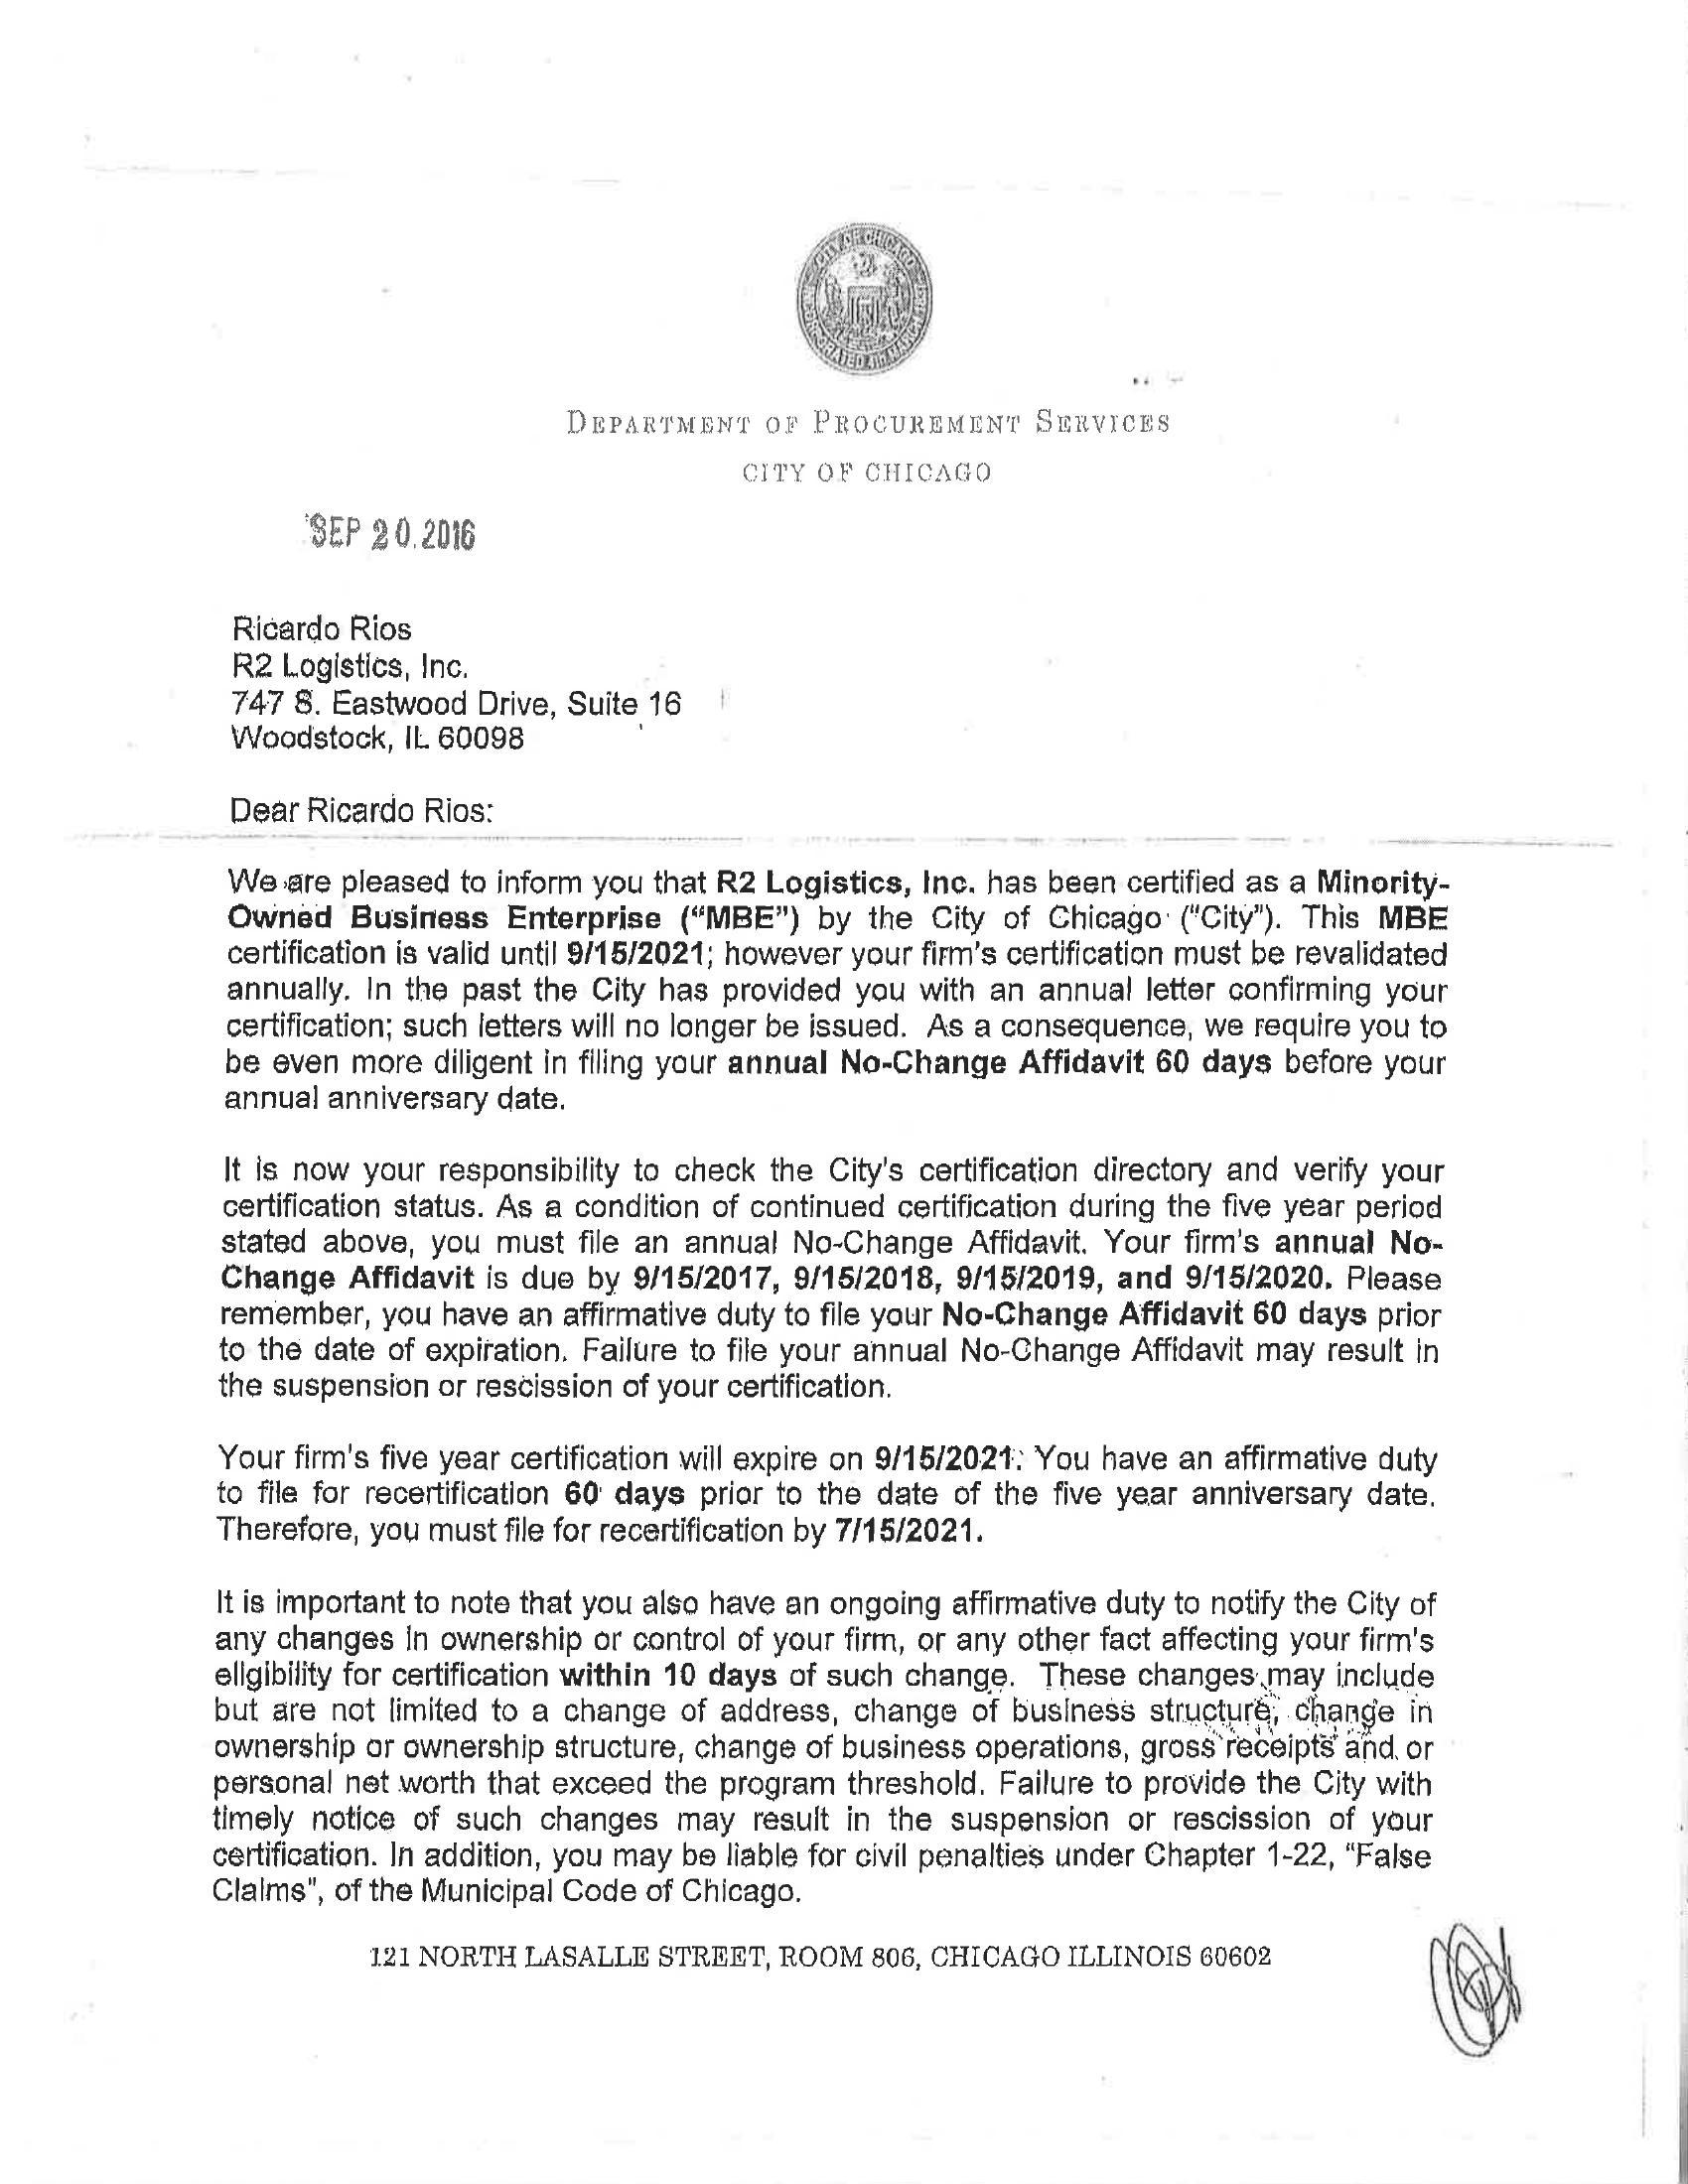 CITY OF CHICAGO
INCORPORATED 4th MARCH
DEPARTMENT OF PROCUREMENT SERVICES
CITY OF CHICAGO
SEP 20.2016
Ricardo Rios
R2 Logistics, Inc.
747 S. Eastwood Drive, Suite 16
Woodstock, IL 60098
Dear Ricardo Rios:
We are pleased to inform you that R2 Logistics, Inc. has been certified as a Minority-
Owned Business Enterprise ("MBE") by the City of Chicago ("City"). This MBE
certification is valid until 9/15/2021; however your firm's certification must be revalidated
annually. In the past the City has provided you with an annual letter confirming your
certification; such letters will no longer be issued. As a consequence, we require you to
be even more diligent in filing your annual No-Change Affidavit 60 days before your
annual anniversary date.
It is now your responsibility to check the City's certification directory and verify your
certification status. As a condition of continued certification during the five year period
stated above, you must file an annual No-Change Affidavit. Your firm's annual No-
Change Affidavit is due by 9/15/2017, 9/15/2018, 9/15/2019, and 9/15/2020. Please
remember, you have an affirmative duty to file your No-Change Affidavit 60 days prior
to the date of expiration. Failure to file your annual No-Change Affidavit may result in
the suspension or rescission of your certification.
Your firm's five year certification will expire on 9/15/2021. You have an affirmative duty
to file for recertification 60 days prior to the date of the five year anniversary date.
Therefore, you must file for recertification by 7/15/2021.
It is important to note that you also have an ongoing affirmative duty to notify the City of
any changes in ownership or control of your firm, or any other fact affecting your firm's
eligibility for certification within 10 days of such change. These changes may include
but are not limited to a change of address, change of business structure, change in
ownership or ownership structure, change of business operations, gross receipts and or
personal net worth that exceed the program threshold. Failure to provide the City with
timely notice of such changes may result in the suspension or rescission of your
certification. In addition, you may be liable for civil penalties under Chapter 1-22, "False
Claims", of the Municipal Code of Chicago.
121 NORTH LASALLE STREET, ROOM 806, CHICAGO ILLINOIS 60602